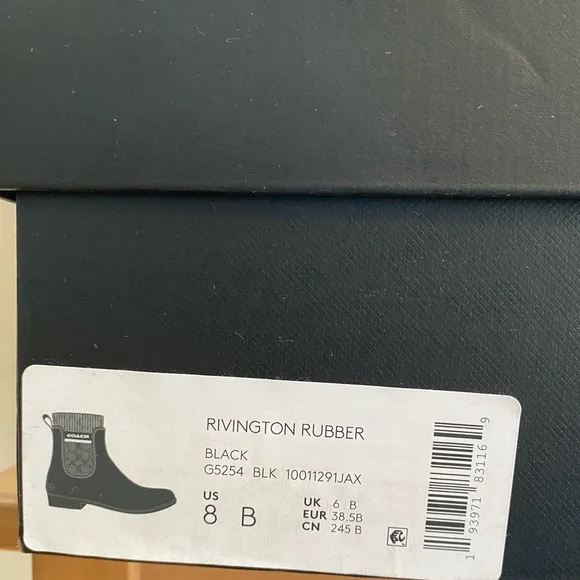 COACH
RIVINGTON RUBBER
BLACK
G5254 BLK 10011291JAX
US
8 B
UK 6 B
EUR 38.5B
CN 245 B
1 93971 83116 9